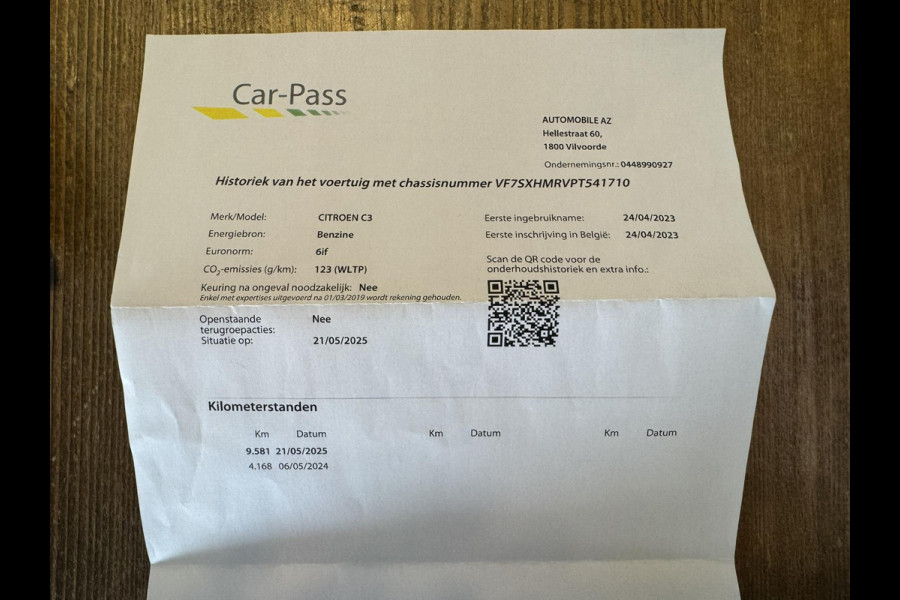 Car-Pass
AUTOMOBILE AZ
Hellestraat 60,
1800 Vilvoorde
Ondernemingsnr.: 0448990927
Historiek van het voertuig met chassisnummer VF7SXHMRVPT541710
Merk/Model: CITROEN C3
Energiebron: Benzine
Euronorm: 6if
CO2-emissies (g/km): 123 (WLTP)
Keuring na ongeval noodzakelijk: Nee
Enkel met expertises uitgevoerd na 01/03/2019 wordt rekening gehouden.
Openstaande terugroepacties: Nee
Situatie op: 21/05/2025
Eerste ingebruikname: 24/04/2023
Eerste inschrijving in België: 24/04/2023
Scan de QR code voor de
onderhoudshistoriek en extra info.:
Kilometerstanden
Km Datum Km Datum Km Datum
9.581 21/05/2025
4.168 06/05/2024